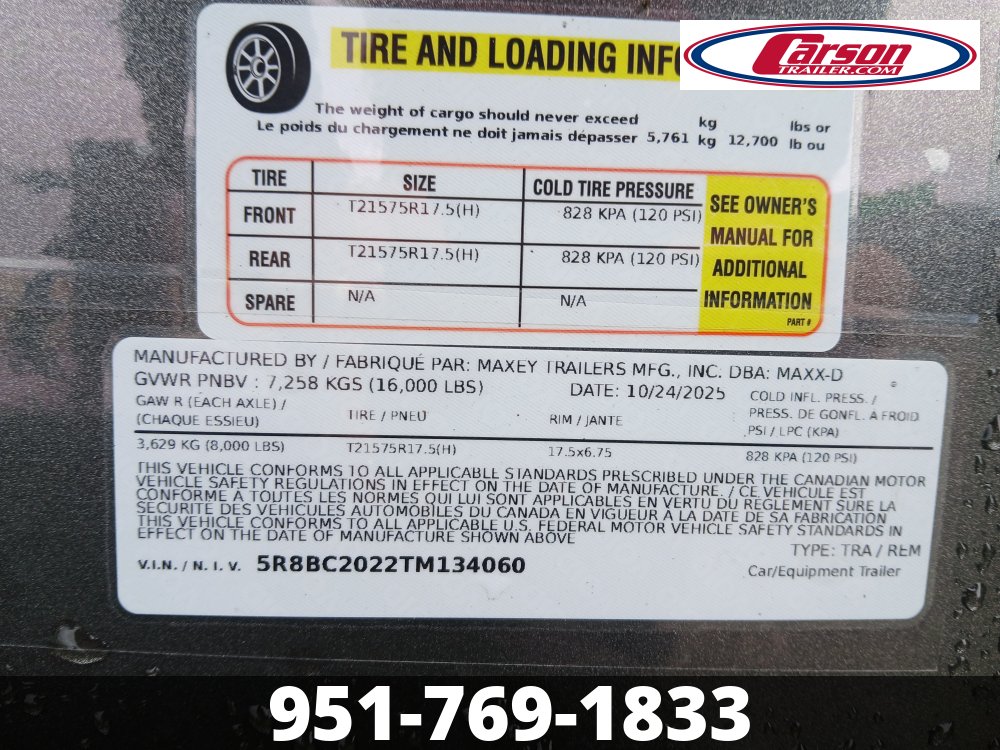 TIRE AND LOADING INFO
Carson
TRAILER.COM
The weight of cargo should never exceed kg lbs or
Le poids du chargement ne doit jamais dépasser 5,761 kg 12,700 lb ou
TIRE SIZE COLD TIRE PRESSURE
FRONT T21575R17.5(H) 828 KPA (120 PSI)
REAR T21575R17.5(H) 828 KPA (120 PSI)
SPARE N/A N/A
SEE OWNER'S
MANUAL FOR
ADDITIONAL
INFORMATION
PART #
MANUFACTURED BY / FABRIQUÉ PAR: MAXEY TRAILERS MFG., INC. DBA: MAXX-D
GVWR PNBV : 7,258 KGS (16,000 LBS) DATE: 10/24/2025
GAW R (EACH AXLE) /
(CHAQUE ESSIEU)
TIRE / PNEU
RIM / JANTE
COLD INFL. PRESS. /
PRESS. DE GONFL. A FROID
PSI / LPC (KPA)
3,629 KG (8,000 LBS) T21575R17.5(H) 17.5x6.75 828 KPA (120 PSI)
THIS VEHICLE CONFORMS TO ALL APPLICABLE STANDARDS PRESCRIBED UNDER THE CANADIAN MOTOR
VEHICLE SAFETY REGULATIONS IN EFFECT ON THE DATE OF MANUFACTURE. / CE VEHICULE EST
CONFORME A TOUTES LES NORMES QUI LUI SONT APPLICABLES EN VERTU DU REGLEMENT SURE LA
SECURITE DES VEHICULES AUTOMOBILES DU CANADA EN VIGUEUR A LA DATE DE SA FABRICATION
THIS VEHICLE CONFORMS TO ALL APPLICABLE U.S. FEDERAL MOTOR VEHICLE SAFETY STANDARDS IN
EFFECT ON THE DATE OF MANUFACTURE SHOWN ABOVE
TYPE: TRA / REM
V.I.N. / N. I. V. 5R8BC2022TM134060
Car/Equipment Trailer
951-769-1833